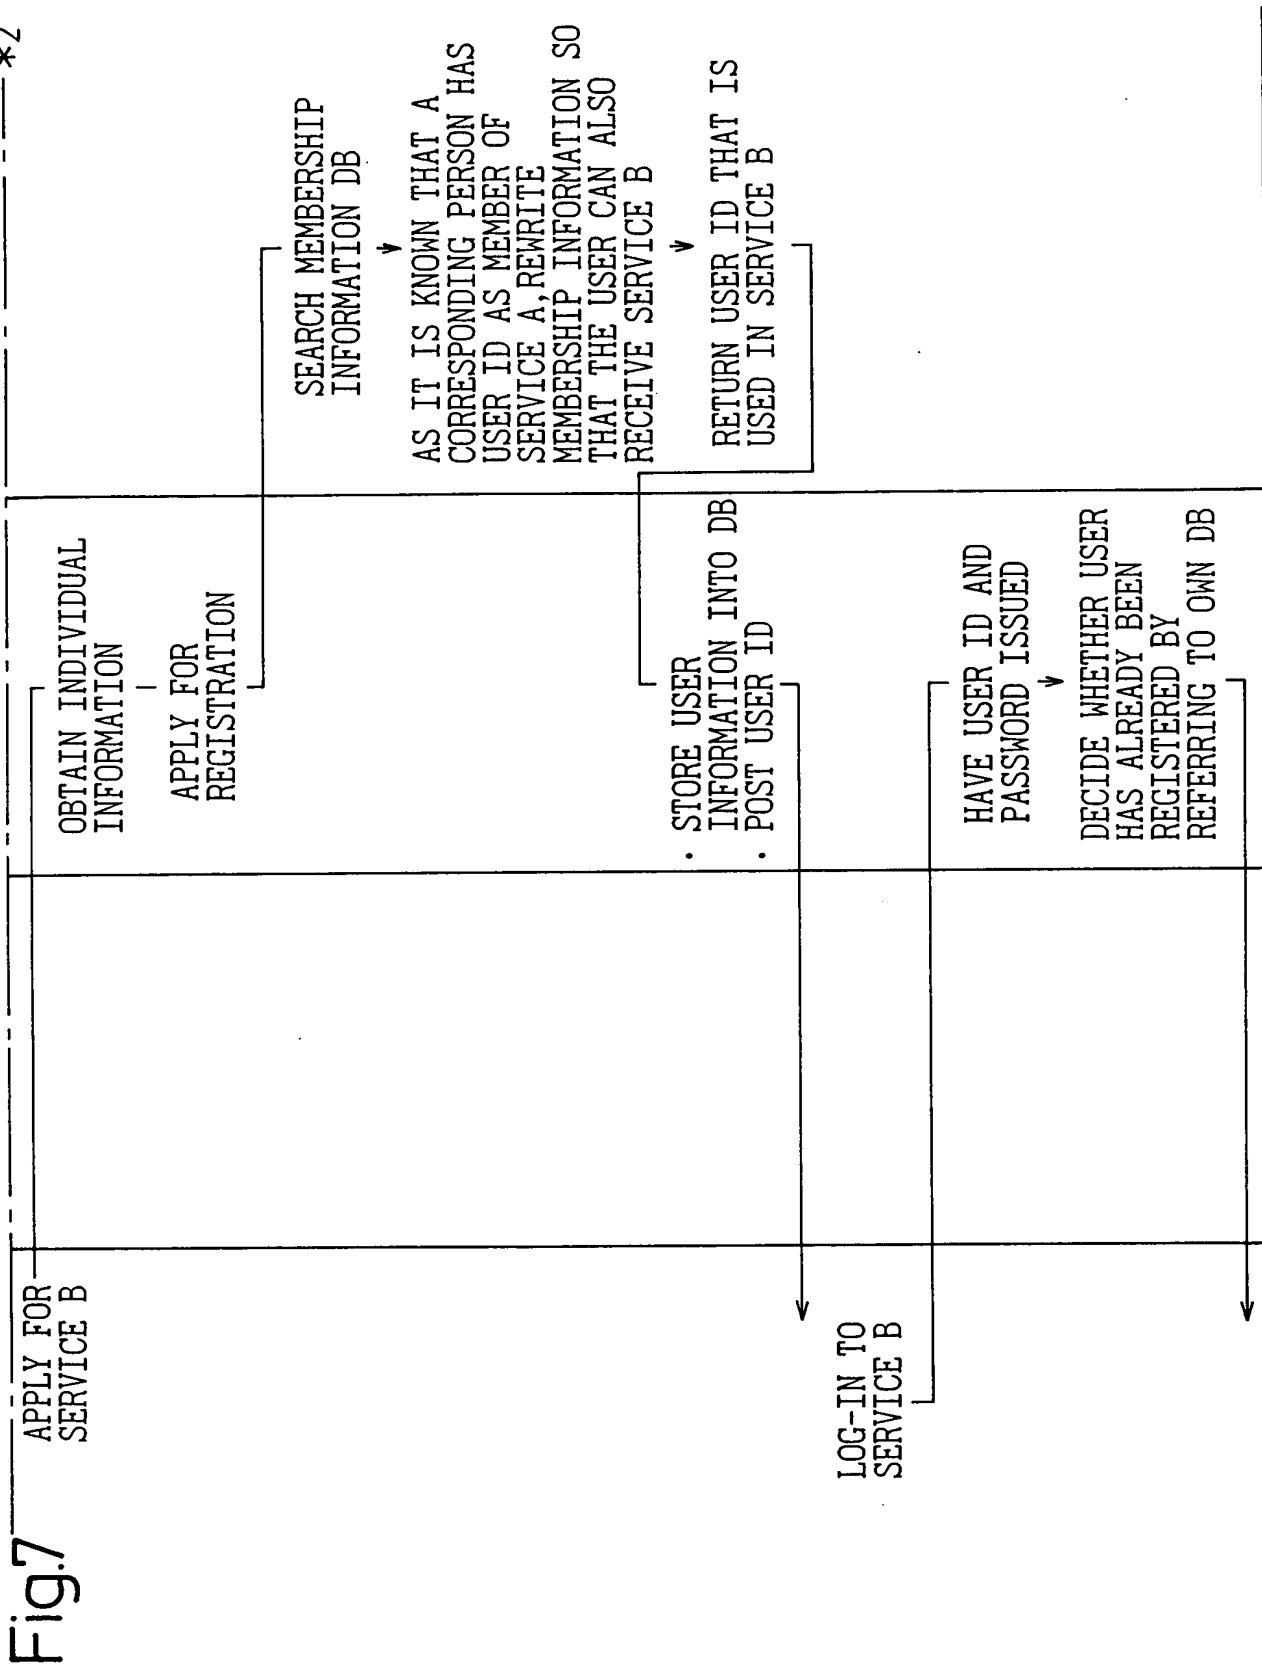 Fig.7
*2
APPLY FOR
SERVICE B
OBTAIN INDIVIDUAL
INFORMATION
APPLY FOR
REGISTRATION
SEARCH MEMBERSHIP
INFORMATION DB
AS IT IS KNOWN THAT A
CORRESPONDING PERSON HAS
USER ID AS MEMBER OF
SERVICE A,REWRITE
MEMBERSHIP INFORMATION SO
THAT THE USER CAN ALSO
RECEIVE SERVICE B
RETURN USER ID THAT IS
USED IN SERVICE B
· STORE USER
INFORMATION INTO DB
· POST USER ID
LOG-IN TO
SERVICE B
HAVE USER ID AND
PASSWORD ISSUED
DECIDE WHETHER USER
HAS ALREADY BEEN
REGISTERED BY
REFERRING TO OWN DB